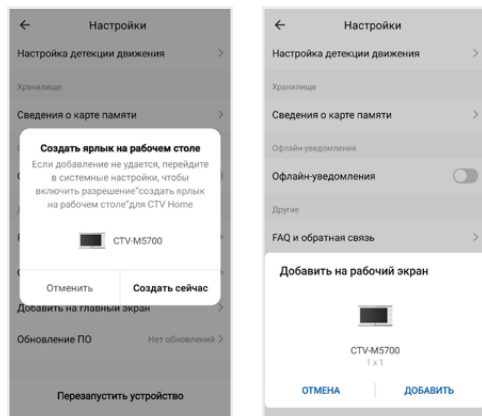 ← Настройки
Настройка детекции движения >
Хранилище
Сведения о карте памяти >
Создать ярлык на рабочем столе
Если добавление не удается, перейдите
в системные настройки, чтобы
включить разрешение"создать ярлык
на рабочем столе"для CTV Home
CTV-M5700
Отменить
Создать сейчас
Добавить на главный экран >
Обновление ПО Нет обновлений >
Перезапустить устройство
← Настройки
Настройка детекции движения >
Хранилище
Сведения о карте памяти >
Офлайн-уведомления
Офлайн-уведомления
Другие
FAQ и обратная связь >
Добавить на рабочий экран
CTV-M5700
1 x 1
ОТМЕНА
ДОБАВИТЬ